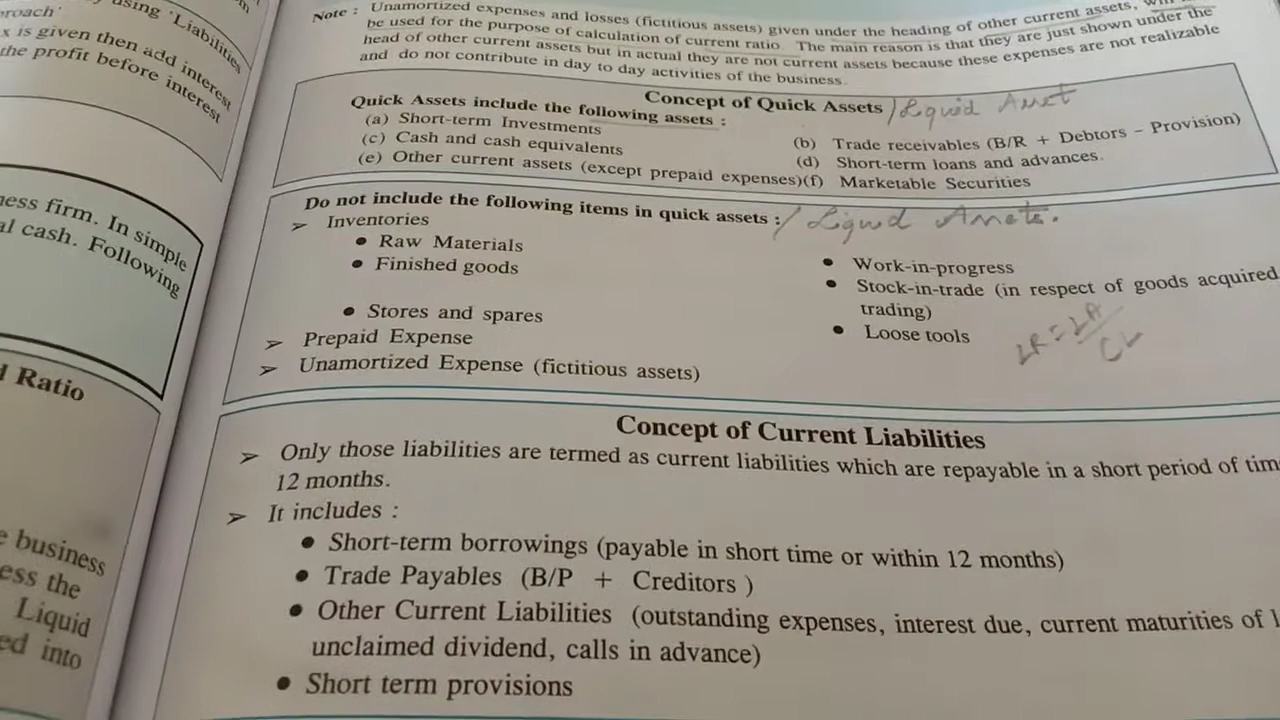 using 'Liabilities
proach'
x is given then add interest
the profit before interest
ness firm. In simple
al cash. Following
Ratio
e business
ess the
Liquid
ed into
Note : Unamortized expenses and losses (fictitious assets) given under the heading of other current assets,
be used for the purpose of calculation of current ratio. The main reason is that they are just shown under the
head of other current assets but in actual they are not current assets because these expenses are not realizable
and do not contribute in day to day activities of the business.
Concept of Quick Assets / Liquid Asset
Quick Assets include the following assets :
(a) Short-term Investments
(b) Trade receivables (B/R + Debtors – Provision)
(c) Cash and cash equivalents
(d) Short-term loans and advances.
(e) Other current assets (except prepaid expenses)
(f) Marketable Securities
Do not include the following items in quick assets : / Liquid Assets.
➢ Inventories
• Raw Materials
• Work-in-progress
• Finished goods
• Stock-in-trade (in respect of goods acquired
trading)
• Stores and spares
• Loose tools
LR = LA
CL
➢ Prepaid Expense
➢ Unamortized Expense (fictitious assets)
Concept of Current Liabilities
➢ Only those liabilities are termed as current liabilities which are repayable in a short period of tim
12 months.
➢ It includes :
• Short-term borrowings (payable in short time or within 12 months)
• Trade Payables (B/P + Creditors )
• Other Current Liabilities (outstanding expenses, interest due, current maturities of
unclaimed dividend, calls in advance)
• Short term provisions